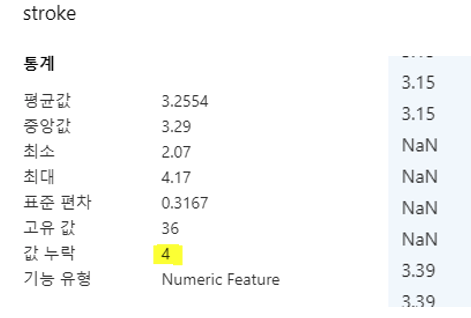 stroke
통계
평균값 3.2554
중앙값 3.29
최소 2.07
최대 4.17
표준 편차 0.3167
고유 값 36
값 누락 4
기능 유형 Numeric Feature
3.15
3.15
NaN
NaN
NaN
NaN
3.39
3.39